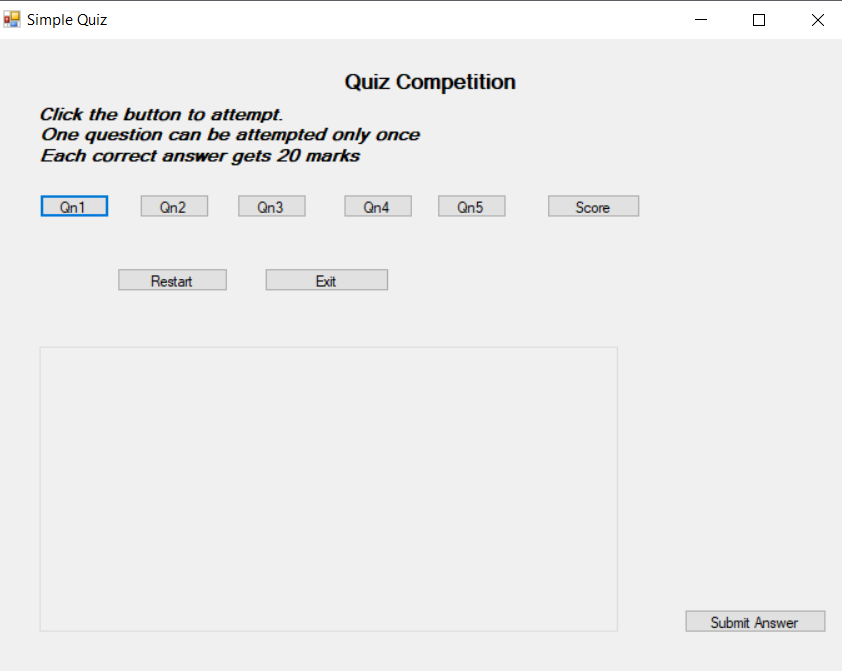 Simple Quiz
Quiz Competition
Click the button to attempt.
One question can be attempted only once
Each correct answer gets 20 marks
Qn1 Qn2 Qn3 Qn4 Qn5 Score
Restart Exit
Submit Answer